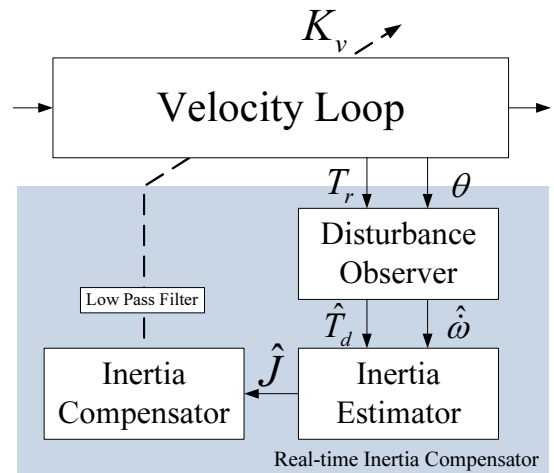 K_v
Velocity Loop
T_r θ
Disturbance
Observer
Low Pass Filter
T̂_d ω̂̇
Inertia
Compensator
Ĵ
Inertia
Estimator
Real-time Inertia Compensator